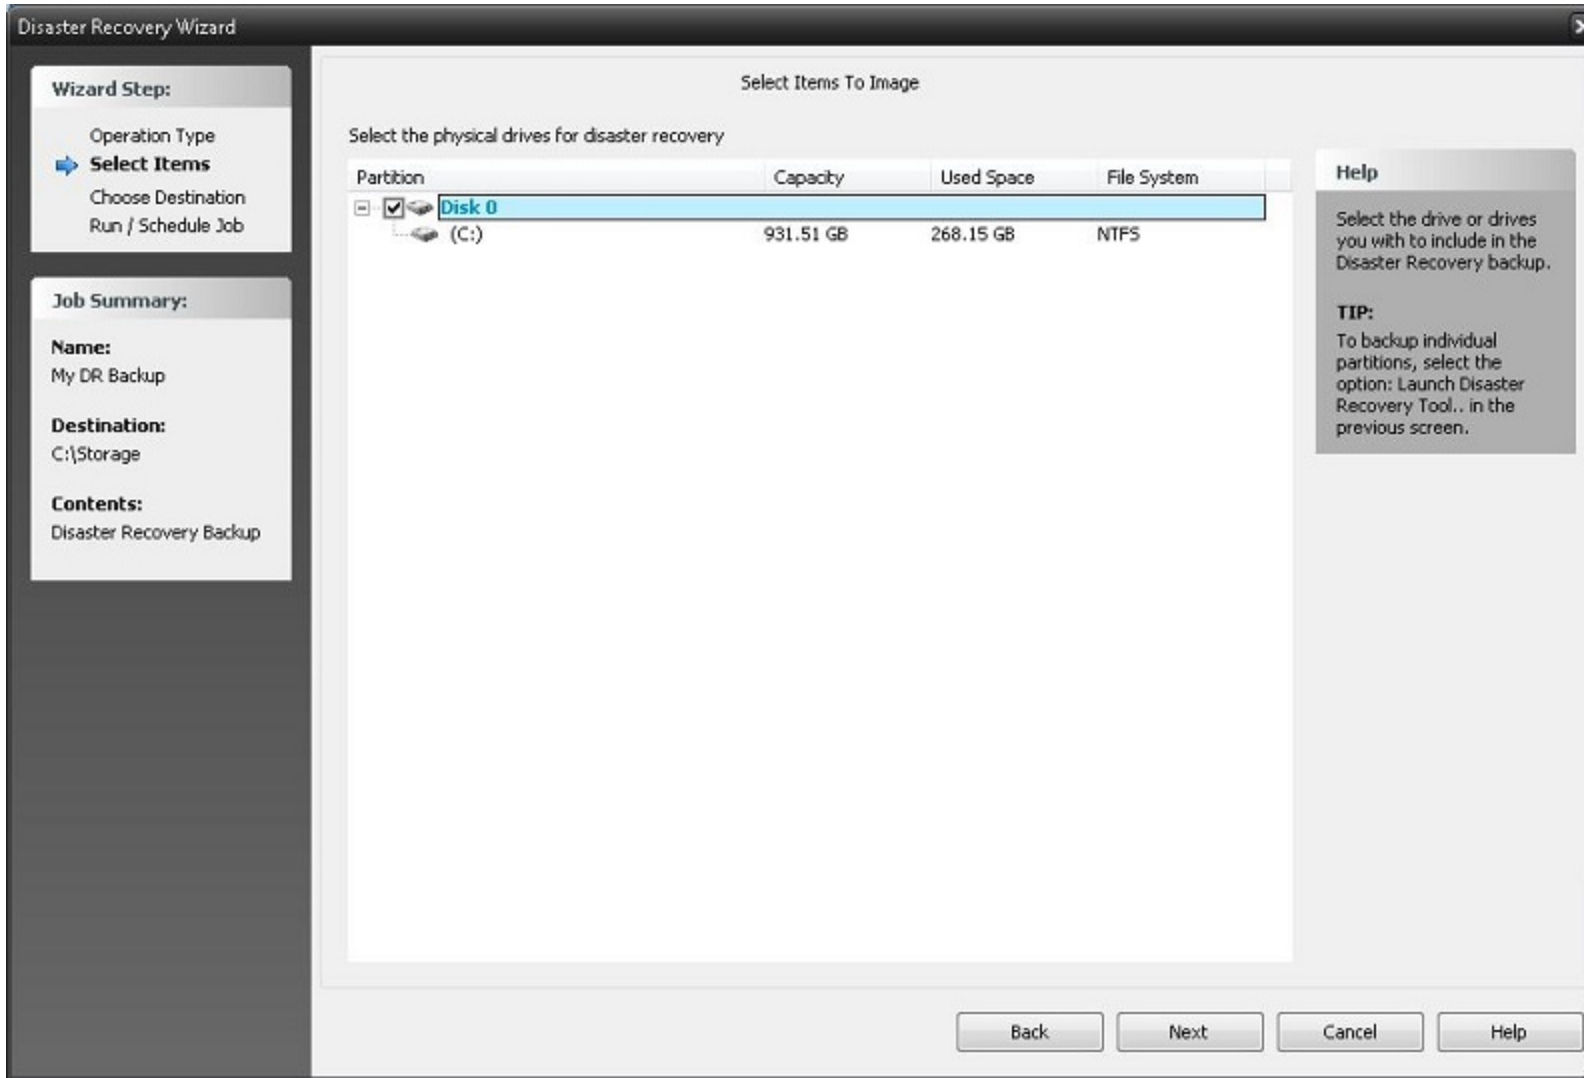 Disaster Recovery Wizard
Wizard Step:
Operation Type
Select Items
Choose Destination
Run / Schedule Job
Job Summary:
Name:
My DR Backup
Destination:
C:\Storage
Contents:
Disaster Recovery Backup
Select Items To Image
Select the physical drives for disaster recovery
Partition Capacity Used Space File System
Disk 0
(C:) 931.51 GB 268.15 GB NTFS
Help
Select the drive or drives
you with to include in the
Disaster Recovery backup.
TIP:
To backup individual
partitions, select the
option: Launch Disaster
Recovery Tool.. in the
previous screen.
Back Next Cancel Help